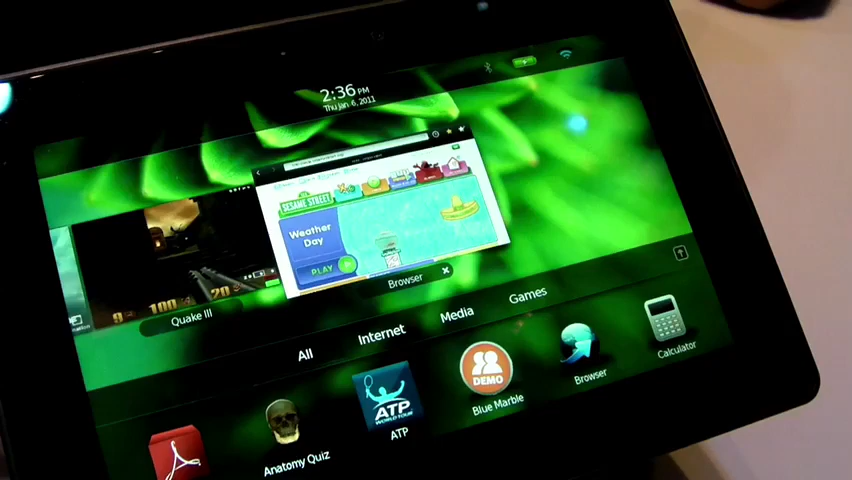 2:36 PM
Thu Jan 6, 2011
SESAME STREET
Weather
Day
PLAY
9 100 20
Quake III
Browser
All
Internet
Media
Games
DEMO
ATP
WORLD TOUR
Anatomy Quiz
ATP
Blue Marble
Browser
Calculator